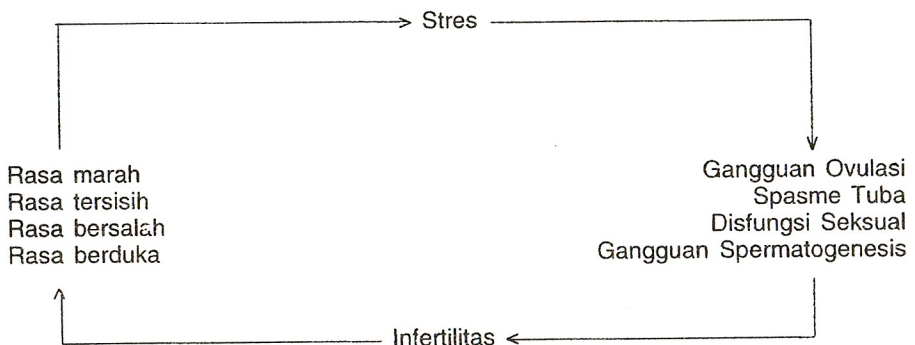 Stres
Rasa marah
Rasa tersisih
Rasa bersalah
Rasa berduka
Gangguan Ovulasi
Spasme Tuba
Disfungsi Seksual
Gangguan Spermatogenesis
Infertilitas